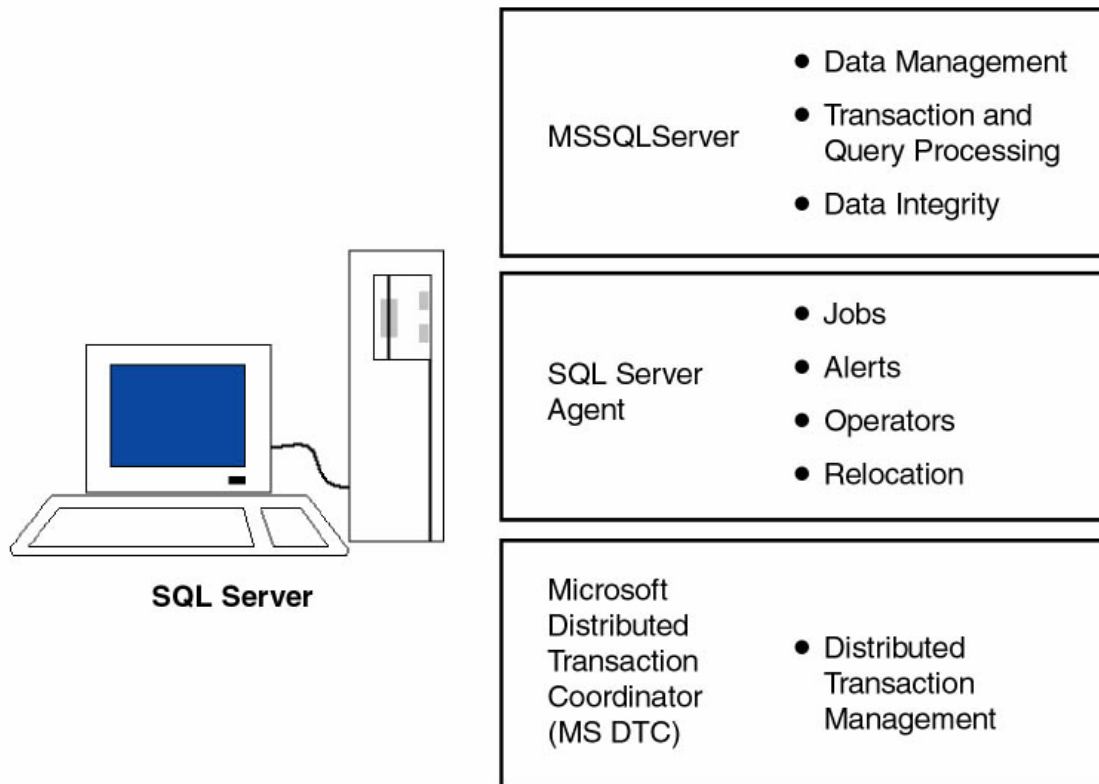 MSSQLServer
● Data Management
● Transaction and
Query Processing
● Data Integrity
SQL Server
Agent
● Jobs
● Alerts
● Operators
● Relocation
Microsoft
Distributed
Transaction
Coordinator
(MS DTC)
● Distributed
Transaction
Management
SQL Server